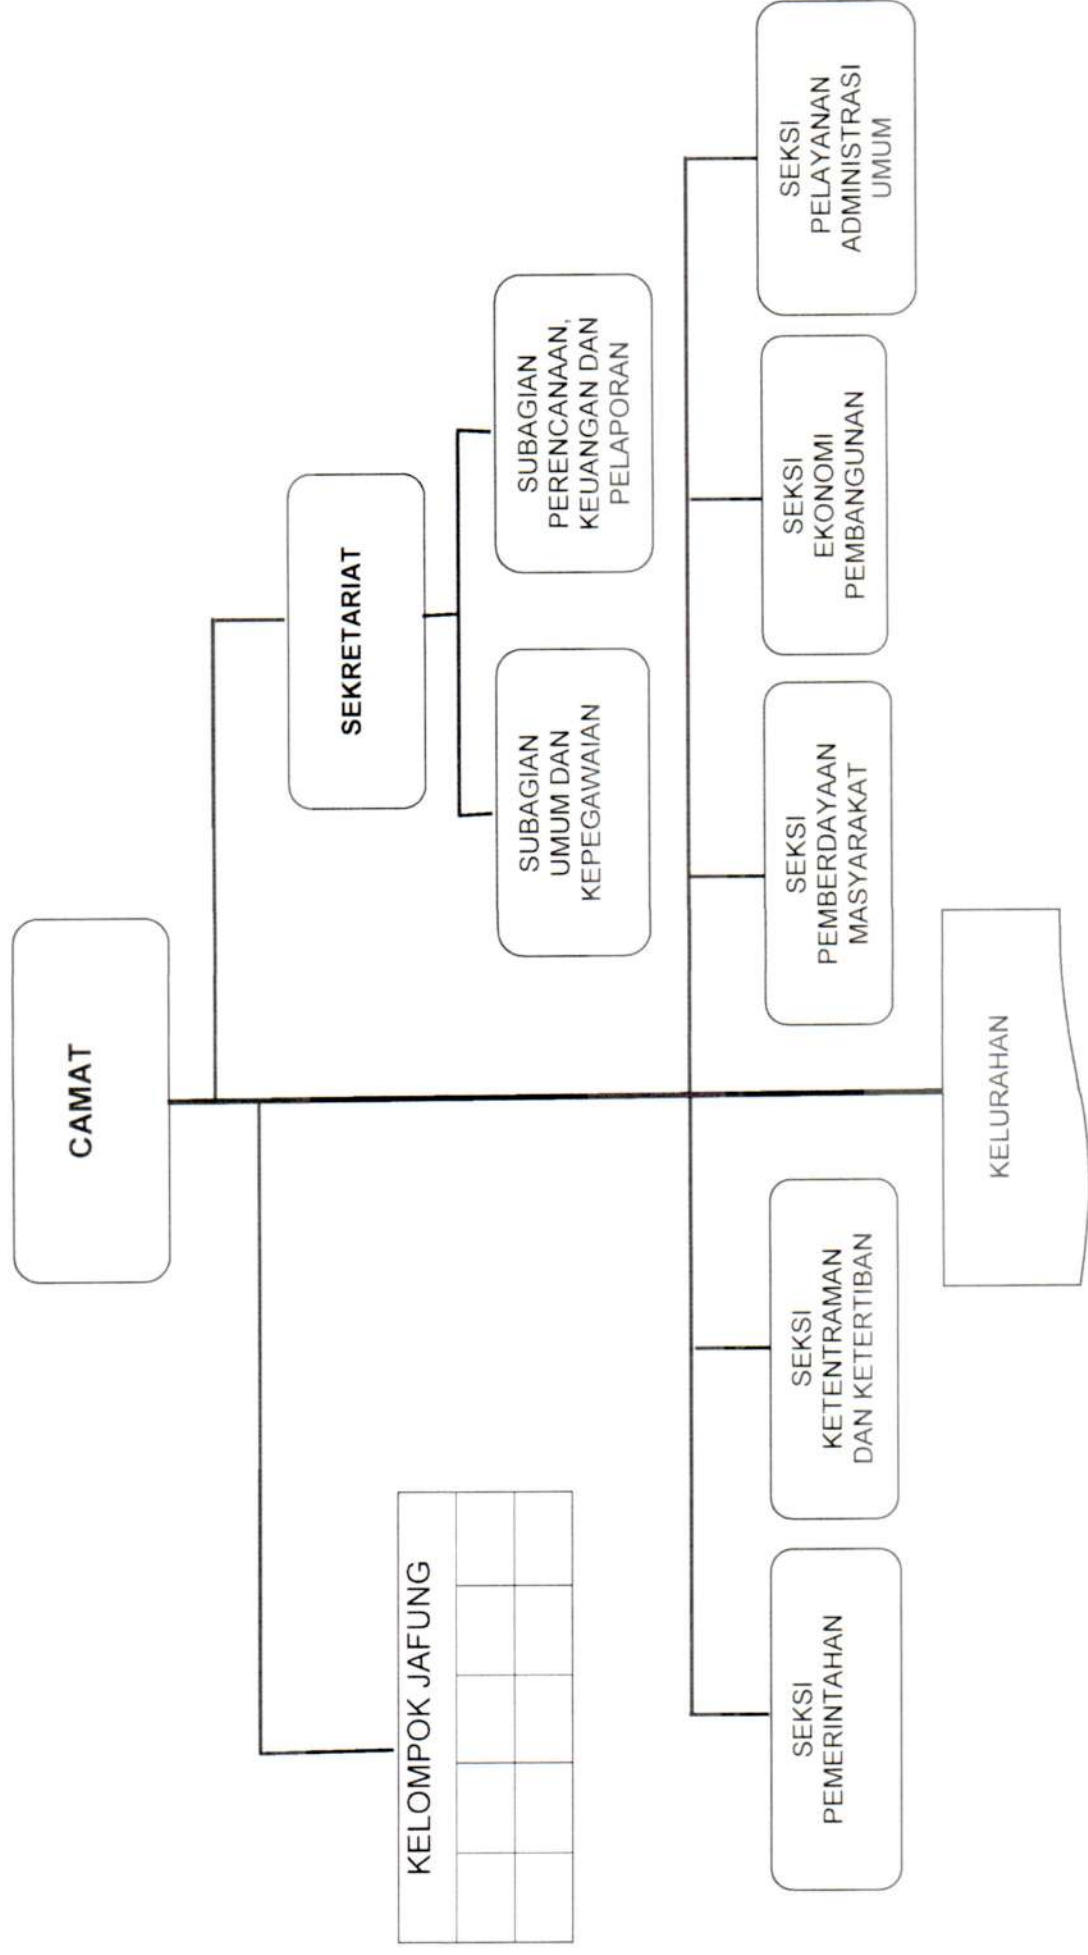 CAMAT
SEKRETARIAT
KELOMPOK JAFUNG
SUBAGIAN
UMUM DAN
KEPEGAWAIAN
SUBAGIAN
PERENCANAAN,
KEUANGAN DAN
PELAPORAN
SEKSI
PEMERINTAHAN
SEKSI
KETENTRAMAN
DAN KETERTIBAN
SEKSI
PEMBERDAYAAN
MASYARAKAT
SEKSI
EKONOMI
PEMBANGUNAN
SEKSI
PELAYANAN
ADMINISTRASI
UMUM
KELURAHAN